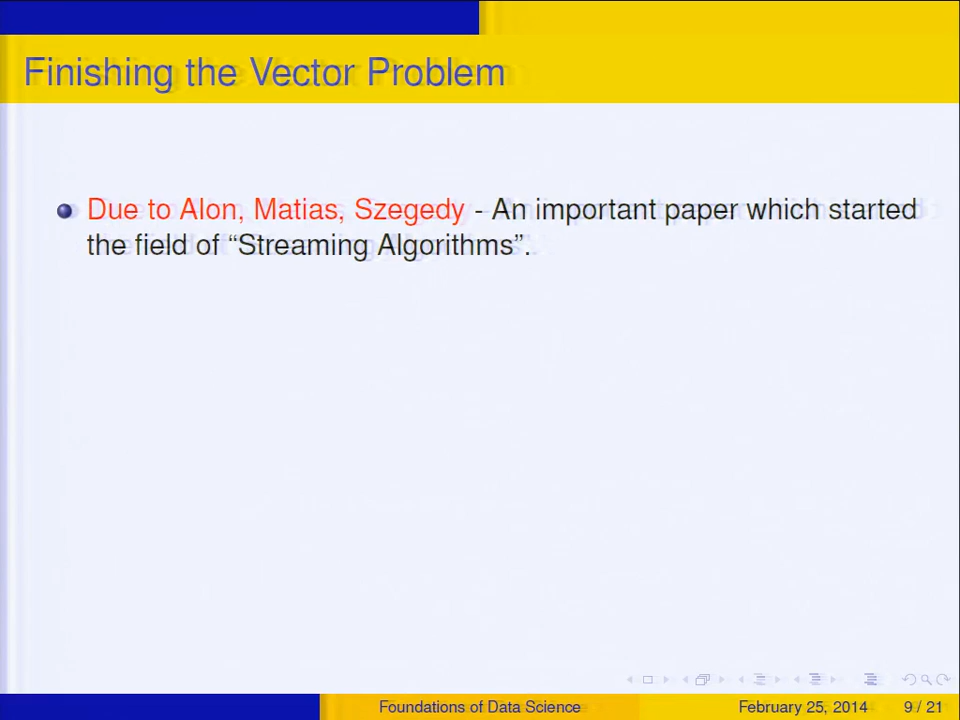 Finishing the Vector Problem
Due to Alon, Matias, Szegedy - An important paper which started
the field of “Streaming Algorithms”.
Foundations of Data Science
February 25, 2014
9 / 21